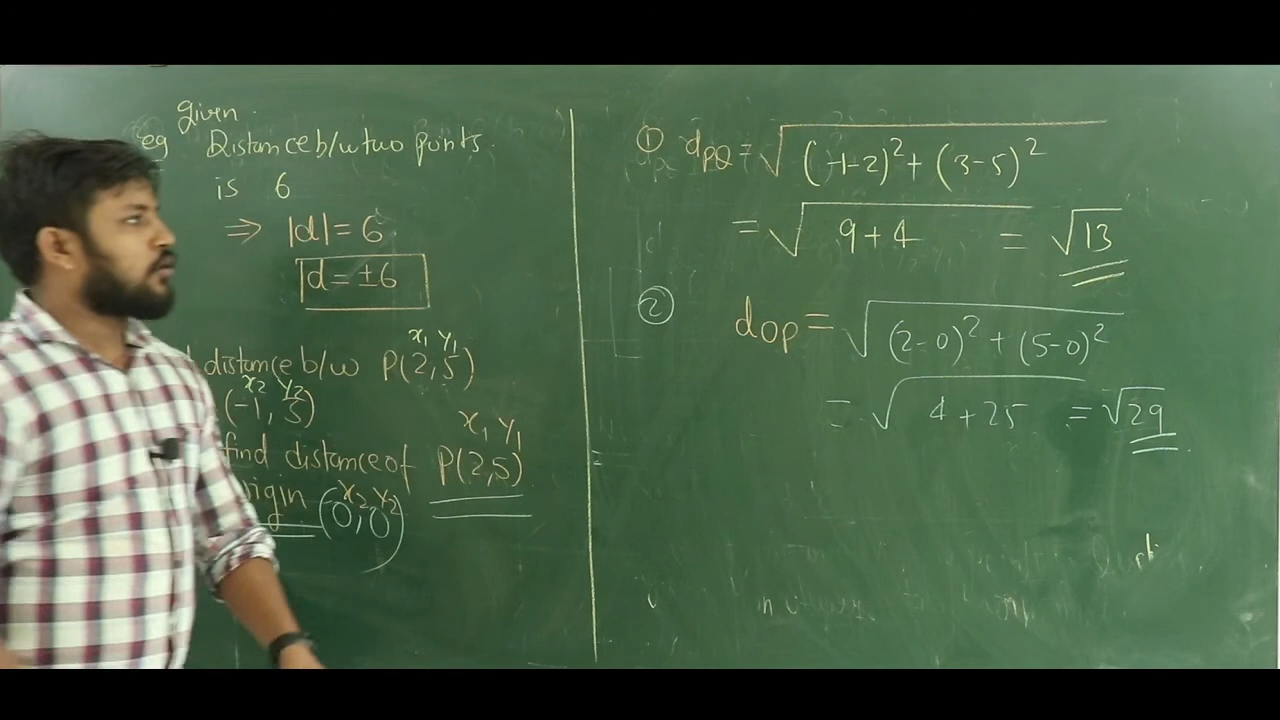 given.
eg Distance b/w two points
is 6
⇒ |d| = 6
|d = ±6
distance b/w P(2,5)
x₁ y₁
x₂ y₂
(-1, 3)
find distance of P(2,5)
x₁ y₁
origin (0,0)
x₂ y₂
① dPQ = √(-1-2)² + (3-5)²
= √9+4 = √13
② dOP = √(2-0)² + (5-0)²
= √4+25 = √29